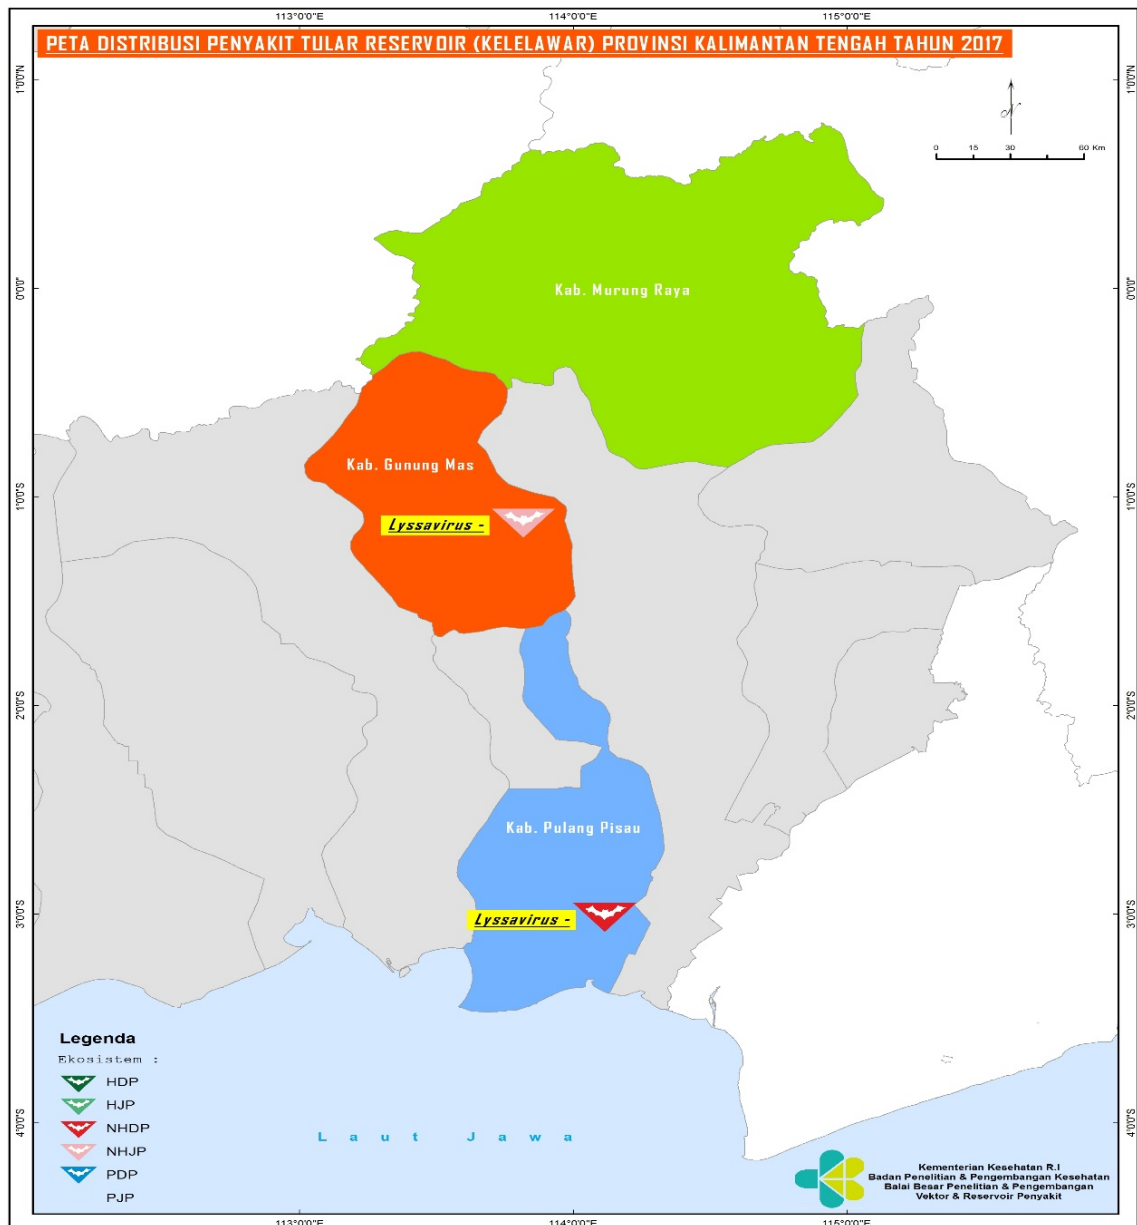 113°0'0"E 114°0'0"E 115°0'0"E
PETA DISTRIBUSI PENYAKIT TULAR RESERVOIR (KELELAWAR) PROVINSI KALIMANTAN TENGAH TAHUN 2017
1°0'0"N 1°0'0"N
N
0 15 30 60 Km
0°0'0" 0°0'0"
Kab. Murung Raya
Kab. Gunung Mas
1°0'0"S 1°0'0"S
Lyssavirus -
2°0'0"S 2°0'0"S
Kab. Pulang Pisau
3°0'0"S 3°0'0"S
Lyssavirus -
Legenda
Ekosistem :
HDP
HJP
NHDP
NHJP
PDP
PJP
4°0'0"S 4°0'0"S
Laut Jawa
Kementerian Kesehatan R.I
Badan Penelitian & Pengembangan Kesehatan
Balai Besar Penelitian & Pengembangan
Vektor & Reservoir Penyakit
113°0'0"E 114°0'0"E 115°0'0"E